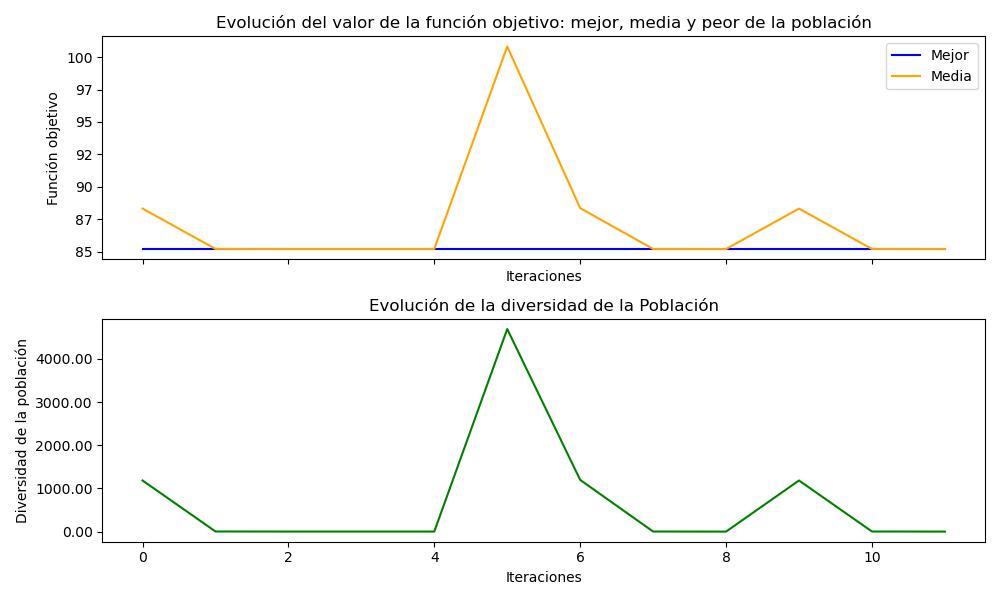 Evolución del valor de la función objetivo: mejor, media y peor de la población
Mejor
Media
100
97
95
92
90
87
85
Función objetivo
Iteraciones
Evolución de la diversidad de la Población
4000.00
3000.00
2000.00
1000.00
0.00
Diversidad de la población
0 2 4 6 8 10
Iteraciones